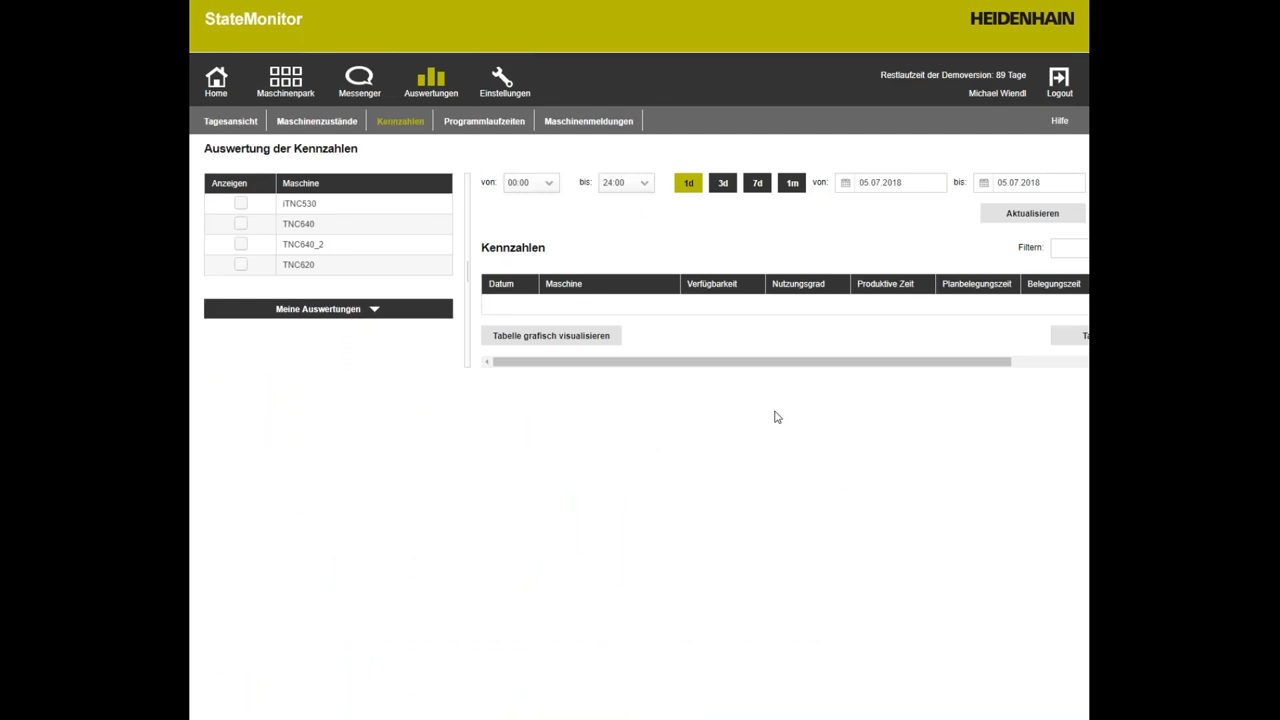 StateMonitor
HEIDENHAIN
Home
Maschinenpark
Messenger
Auswertungen
Einstellungen
Restlaufzeit der Demoversion: 89 Tage
Michael Wiendl
Logout
Tagesansicht
Maschinenzustände
Kennzahlen
Programmlaufzeiten
Maschinenmeldungen
Hilfe
Auswertung der Kennzahlen
Anzeigen Maschine
iTNC530
TNC640
TNC640_2
TNC620
Meine Auswertungen
von: 00:00 bis: 24:00 1d 3d 7d 1m von: 05.07.2018 bis: 05.07.2018
Aktualisieren
Kennzahlen
Filtern:
Datum Maschine Verfügbarkeit Nutzungsgrad Produktive Zeit Planbelegungszeit Belegungszeit
Tabelle grafisch visualisieren